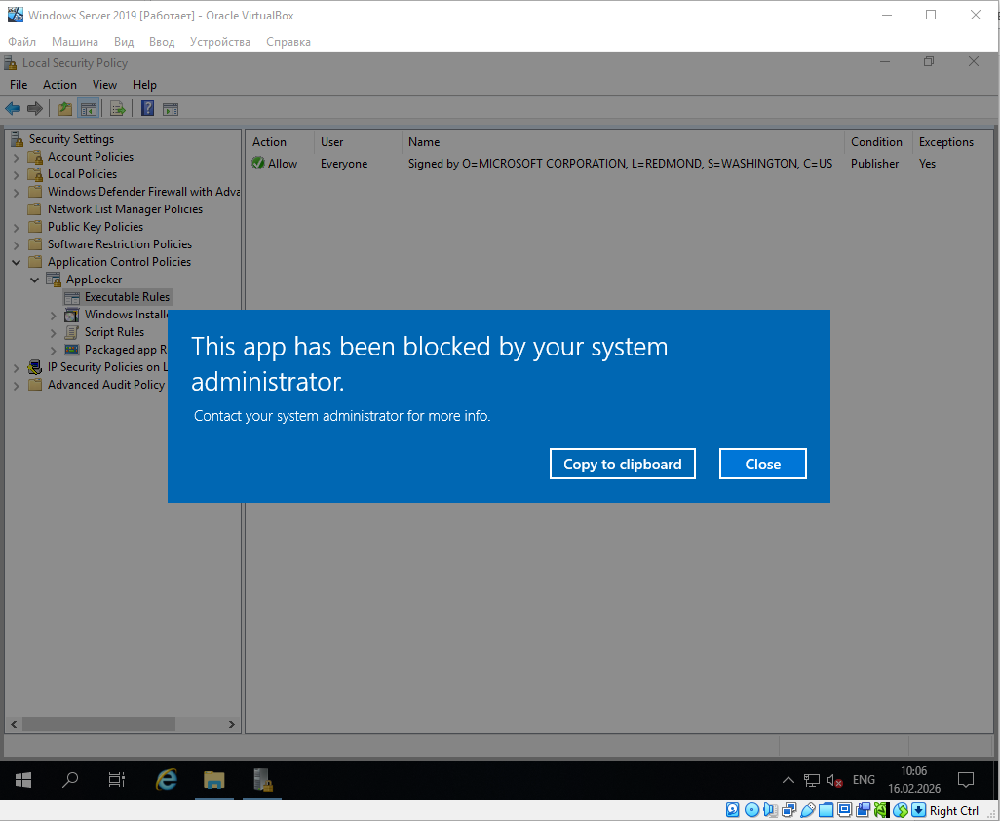 Windows Server 2019 [Работает] - Oracle VirtualBox
Файл Машина Вид Ввод Устройства Справка
Local Security Policy
File Action View Help
Security Settings
Account Policies
Local Policies
Windows Defender Firewall with Adva
Network List Manager Policies
Public Key Policies
Software Restriction Policies
Application Control Policies
AppLocker
Executable Rules
Windows Installe
Script Rules
Packaged app R
IP Security Policies on L
Advanced Audit Policy
Action User Name Condition Exceptions
Allow Everyone Signed by O=MICROSOFT CORPORATION, L=REDMOND, S=WASHINGTON, C=US Publisher Yes
This app has been blocked by your system
administrator.
Contact your system administrator for more info.
Copy to clipboard Close
ENG
10:06
16.02.2026
Right Ctrl